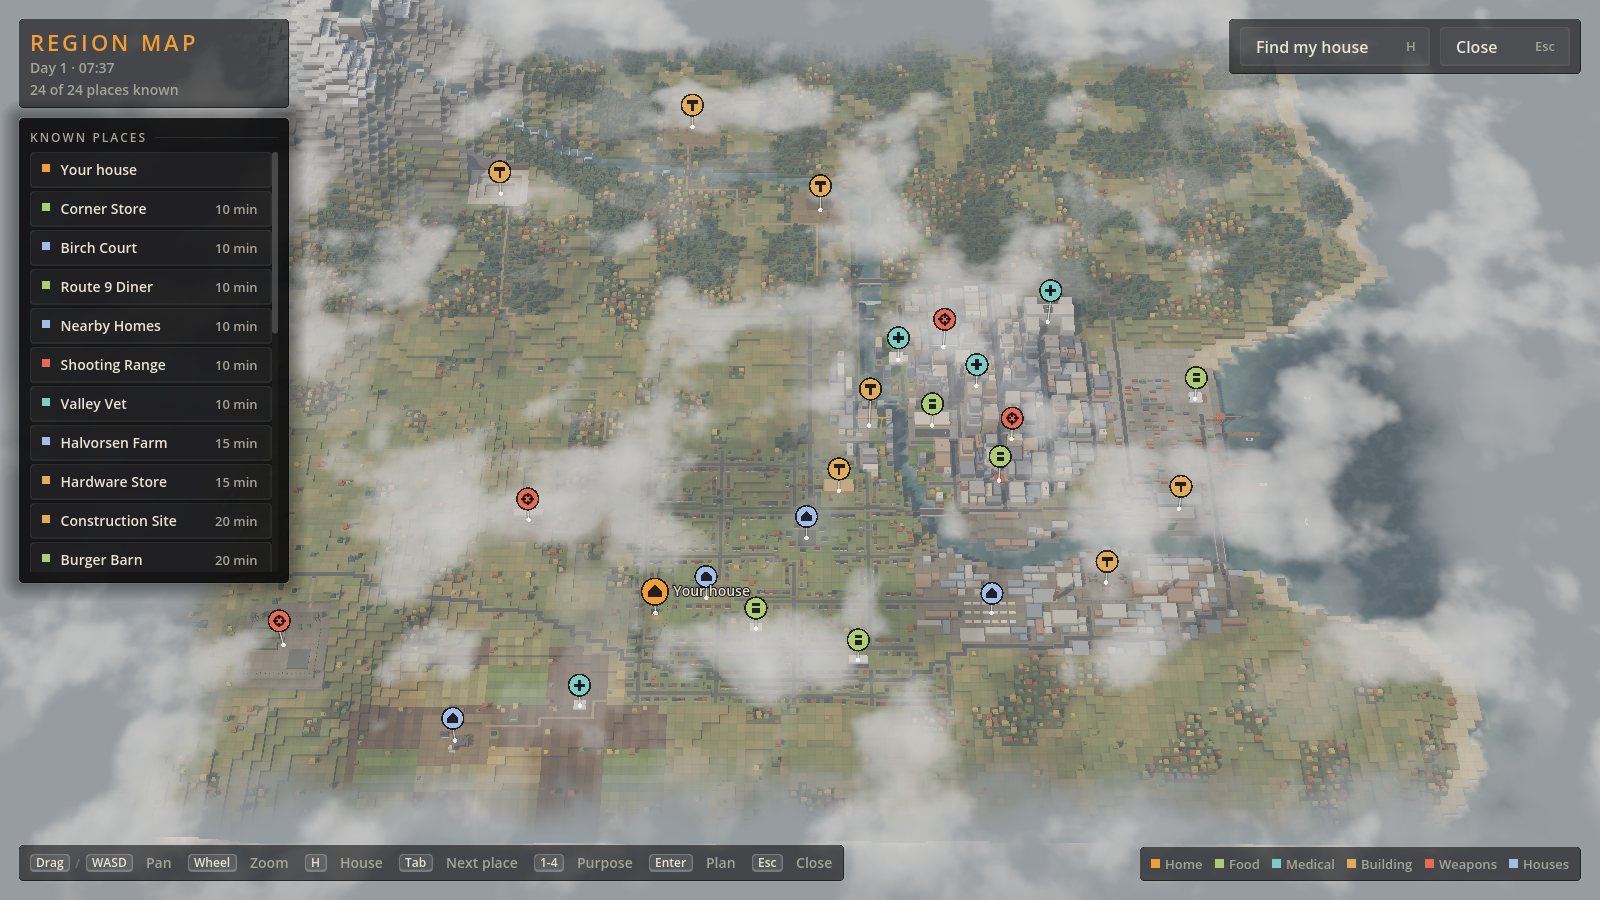 REGION MAP
Day 1 · 07:37
24 of 24 places known
Find my house H
Close Esc
KNOWN PLACES
Your house
Corner Store 10 min
Birch Court 10 min
Route 9 Diner 10 min
Nearby Homes 10 min
Shooting Range 10 min
Valley Vet 10 min
Halvorsen Farm 15 min
Hardware Store 15 min
Construction Site 20 min
Burger Barn 20 min
Your house
Drag / WASD Pan Wheel Zoom H House Tab Next place 1-4 Purpose Enter Plan Esc Close
Home Food Medical Building Weapons Houses